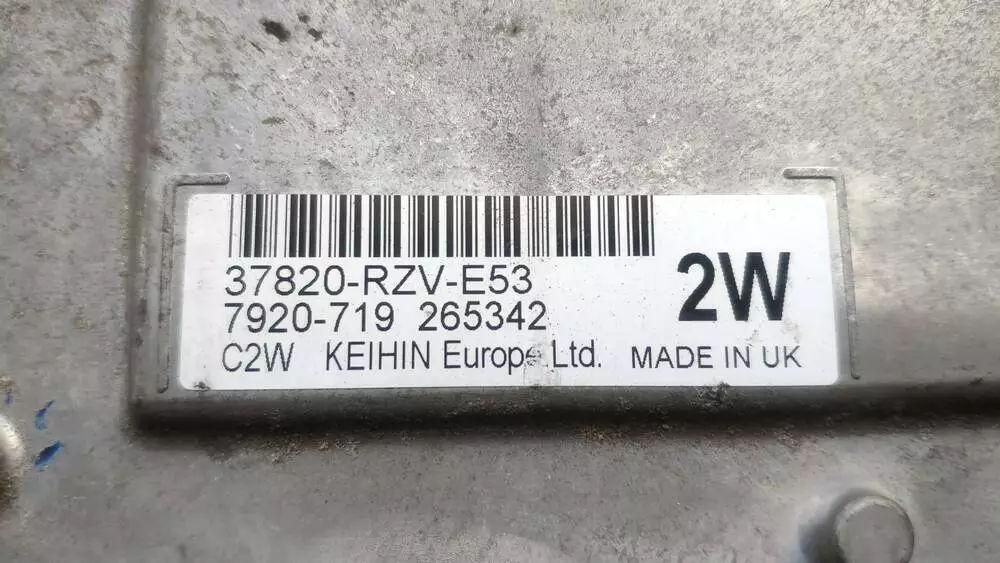 37820-RZV-E53
2W
7920-719 265342
C2W KEIHIN Europe Ltd. MADE IN UK